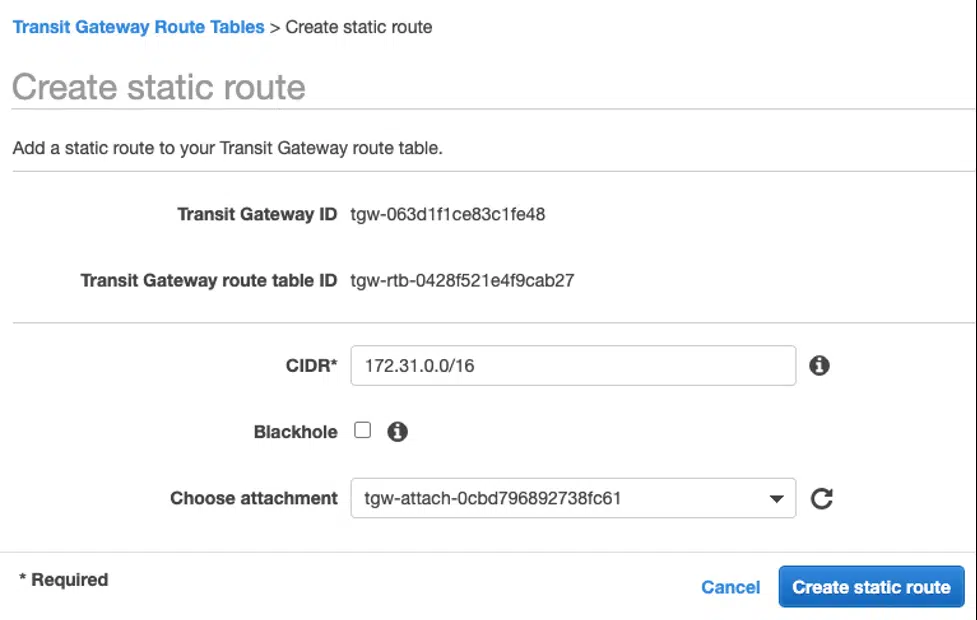 Transit Gateway Route Tables > Create static route
Create static route
Add a static route to your Transit Gateway route table.
Transit Gateway ID tgw-063d1f1ce83c1fe48
Transit Gateway route table ID tgw-rtb-0428f521e4f9cab27
CIDR* 172.31.0.0/16
Blackhole
Choose attachment tgw-attach-0cbd796892738fc61
* Required
Cancel Create static route